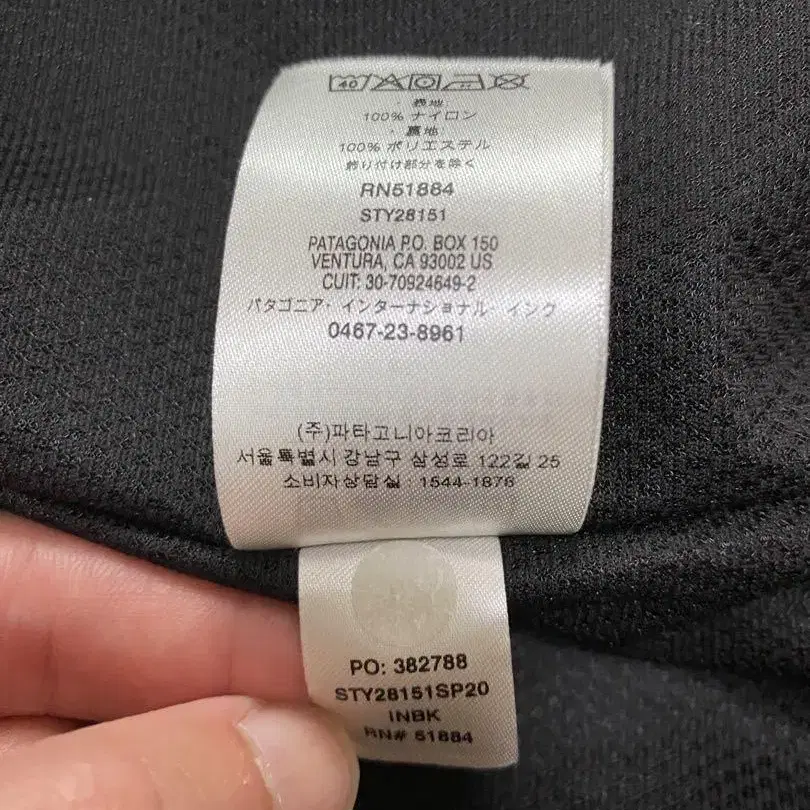 40
・表地
100% ナイロン
・裏地
100% ポリエステル
飾り付け部分を除く
RN51884
STY28151
PATAGONIA P.O. BOX 150
VENTURA, CA 93002 US
CUIT: 30-70924649-2
パタゴニア・インターナショナル・インク
0467-23-8961
(주)파타고니아코리아
서울특별시 강남구 삼성로 122길 25
소비자상담실 : 1544-1876
PO: 382788
STY28151SP20
INBK
RN# 51884